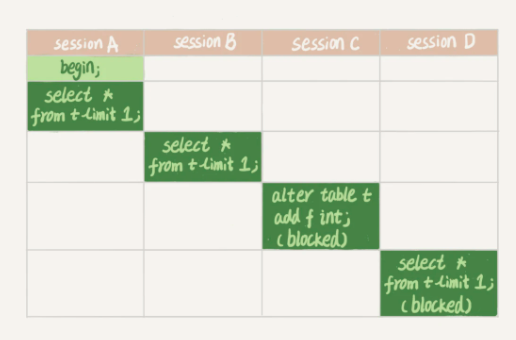 session A
session B
session C
session D
begin;
select *
from t limit 1;
select *
from t limit 1;
alter table t
add f int;
(blocked)
select *
from t limit 1;
(blocked)